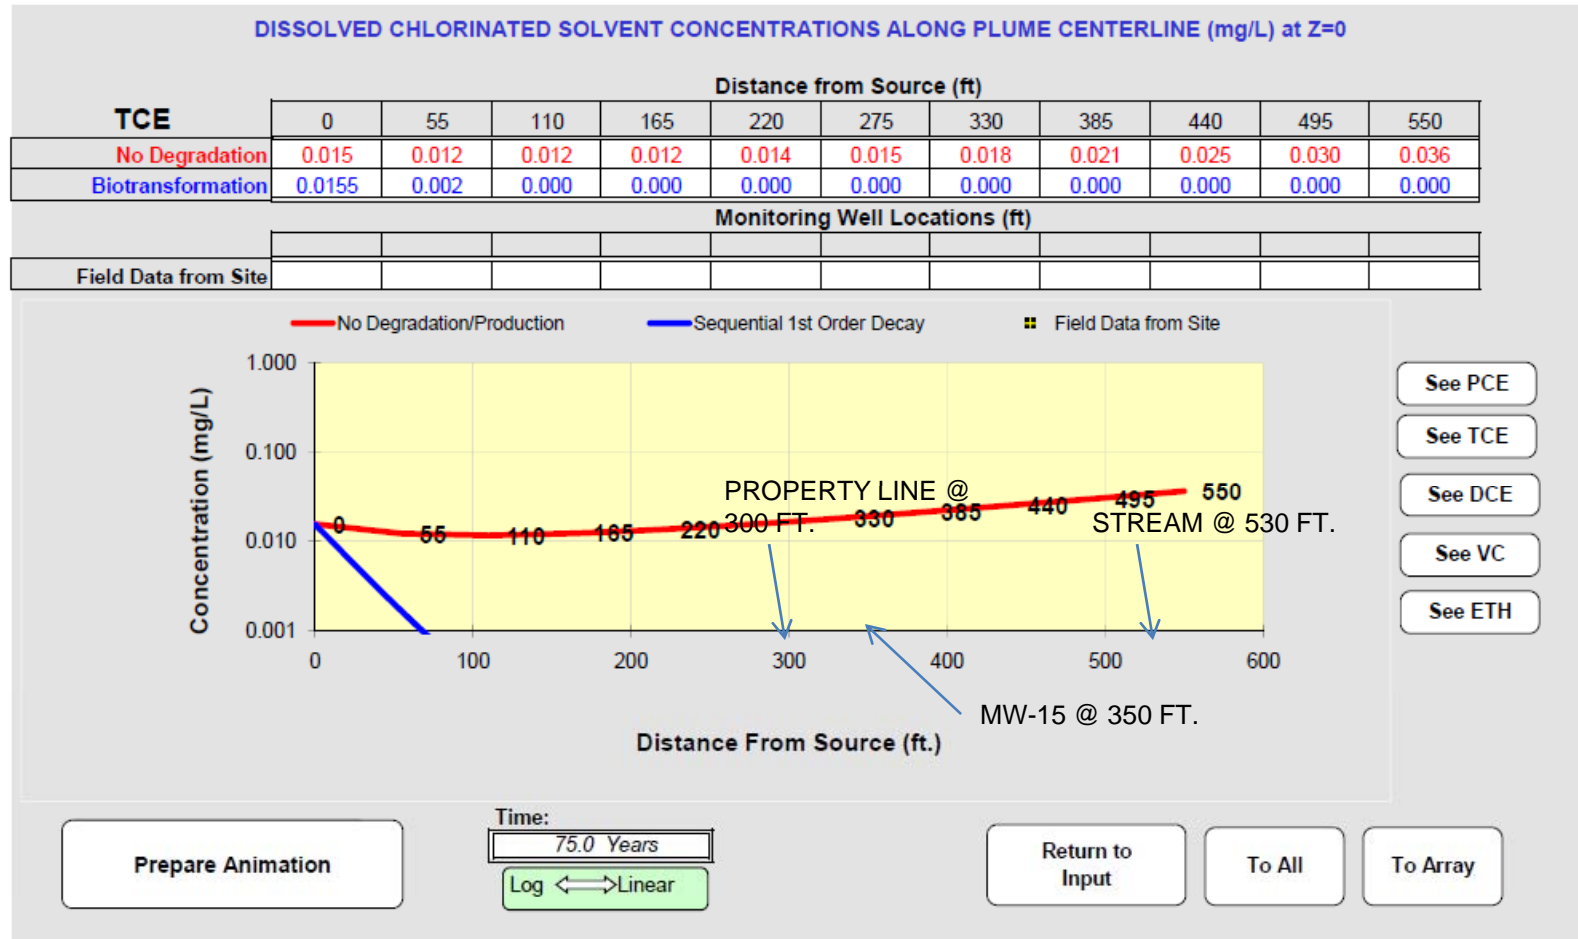 DISSOLVED CHLORINATED SOLVENT CONCENTRATIONS ALONG PLUME CENTERLINE (mg/L) at Z=0
Distance from Source (ft)
TCE 0 55 110 165 220 275 330 385 440 495 550
No Degradation 0.015 0.012 0.012 0.012 0.014 0.015 0.018 0.021 0.025 0.030 0.036
Biotransformation 0.0155 0.002 0.000 0.000 0.000 0.000 0.000 0.000 0.000 0.000 0.000
Monitoring Well Locations (ft)
Field Data from Site
No Degradation/Production Sequential 1st Order Decay Field Data from Site
Concentration (mg/L)
1.000
0.100
0.010
0.001
0 55 110 165 220 330 385 440 495 550
PROPERTY LINE @
300 FT.
STREAM @ 530 FT.
0 100 200 300 400 500 600
MW-15 @ 350 FT.
Distance From Source (ft.)
See PCE
See TCE
See DCE
See VC
See ETH
Prepare Animation
Time:
75.0 Years
Log Linear
Return to
Input
To All
To Array